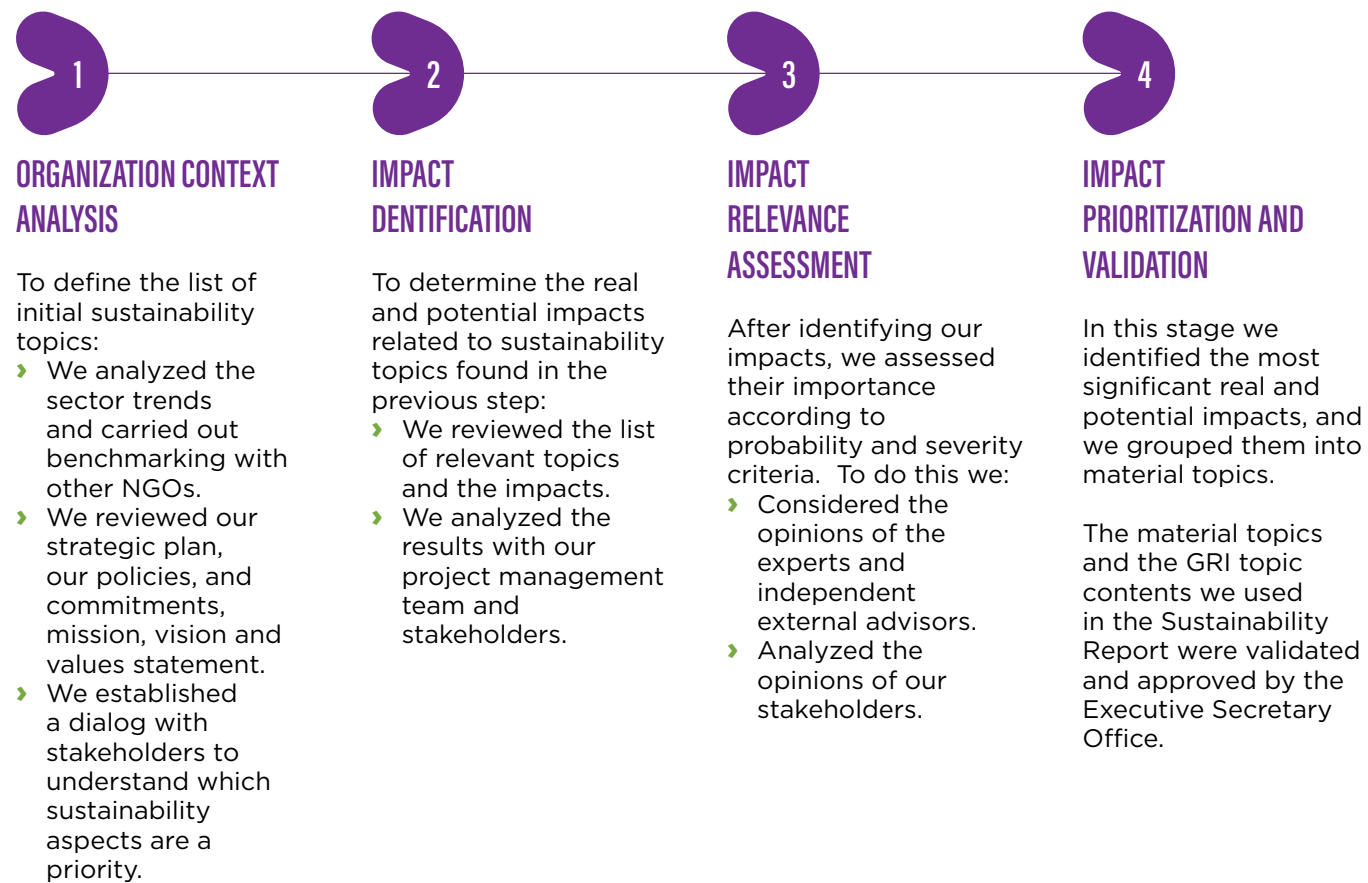 1
2
3
4
ORGANIZATION CONTEXT
ANALYSIS
To define the list of
initial sustainability
topics:
› We analyzed the
sector trends
and carried out
benchmarking with
other NGOs.
› We reviewed our
strategic plan,
our policies, and
commitments,
mission, vision and
values statement.
› We established
a dialog with
stakeholders to
understand which
sustainability
aspects are a
priority.
IMPACT
DENTIFICATION
To determine the real
and potential impacts
related to sustainability
topics found in the
previous step:
› We reviewed the list
of relevant topics
and the impacts.
› We analyzed the
results with our
project management
team and
stakeholders.
IMPACT
RELEVANCE
ASSESSMENT
After identifying our
impacts, we assessed
their importance
according to
probability and severity
criteria.  To do this we:
› Considered the
opinions of the
experts and
independent
external advisors.
› Analyzed the
opinions of our
stakeholders.
IMPACT
PRIORITIZATION AND
VALIDATION
In this stage we
identified the most
significant real and
potential impacts, and
we grouped them into
material topics.
The material topics
and the GRI topic
contents we used
in the Sustainability
Report were validated
and approved by the
Executive Secretary
Office.